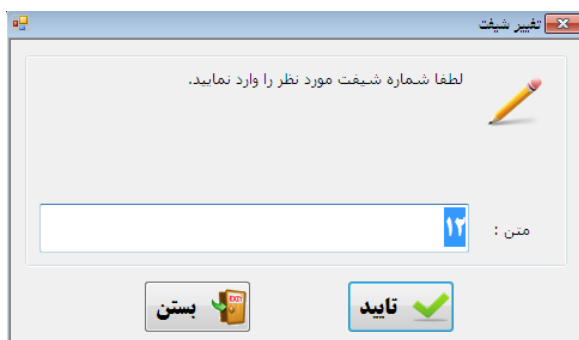 تغییر شیفت
لطفا شماره شیفت مورد نظر را وارد نمایید.
متن :
۱۲
تایید
بستن
EXIT